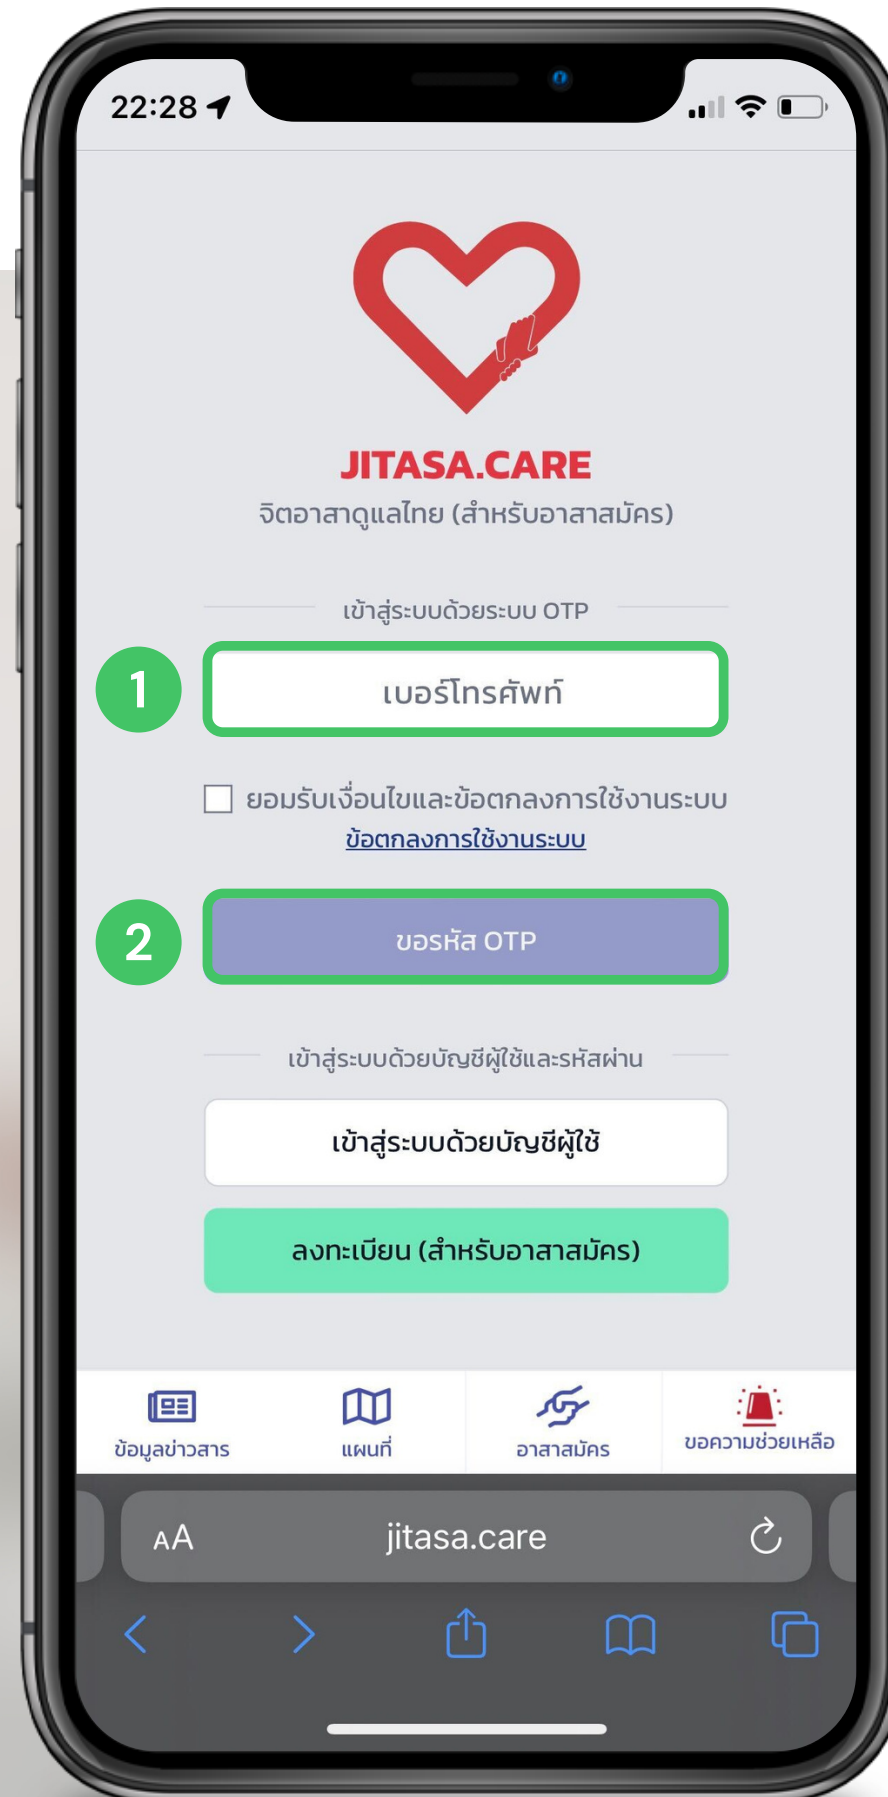 22:28
JITASA.CARE
จิตอาสาดูแลไทย (สำหรับอาสาสมัคร)
เข้าสู่ระบบด้วยระบบ OTP
1
เบอร์โทรศัพท์
ยอมรับเงื่อนไขและข้อตกลงการใช้งานระบบ
ข้อตกลงการใช้งานระบบ
2
ขอรหัส OTP
เข้าสู่ระบบด้วยบัญชีผู้ใช้และรหัสผ่าน
เข้าสู่ระบบด้วยบัญชีผู้ใช้
ลงทะเบียน (สำหรับอาสาสมัคร)
ข้อมูลข่าวสาร
แผนที่
อาสาสมัคร
ขอความช่วยเหลือ
AA
jitasa.care